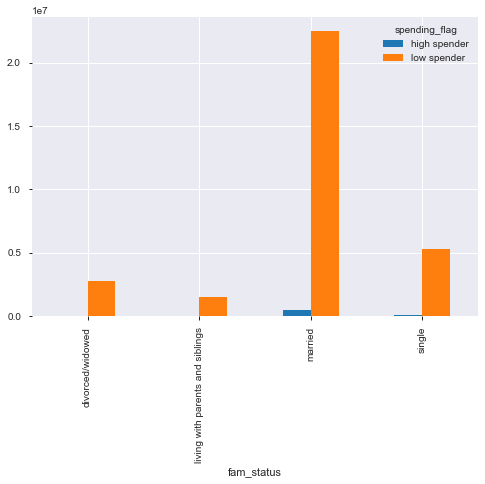 1e7
spending_flag
high spender
low spender
2.0
1.5
1.0
0.5
0.0
divorced/widowed
living with parents and siblings
married
single
fam_status